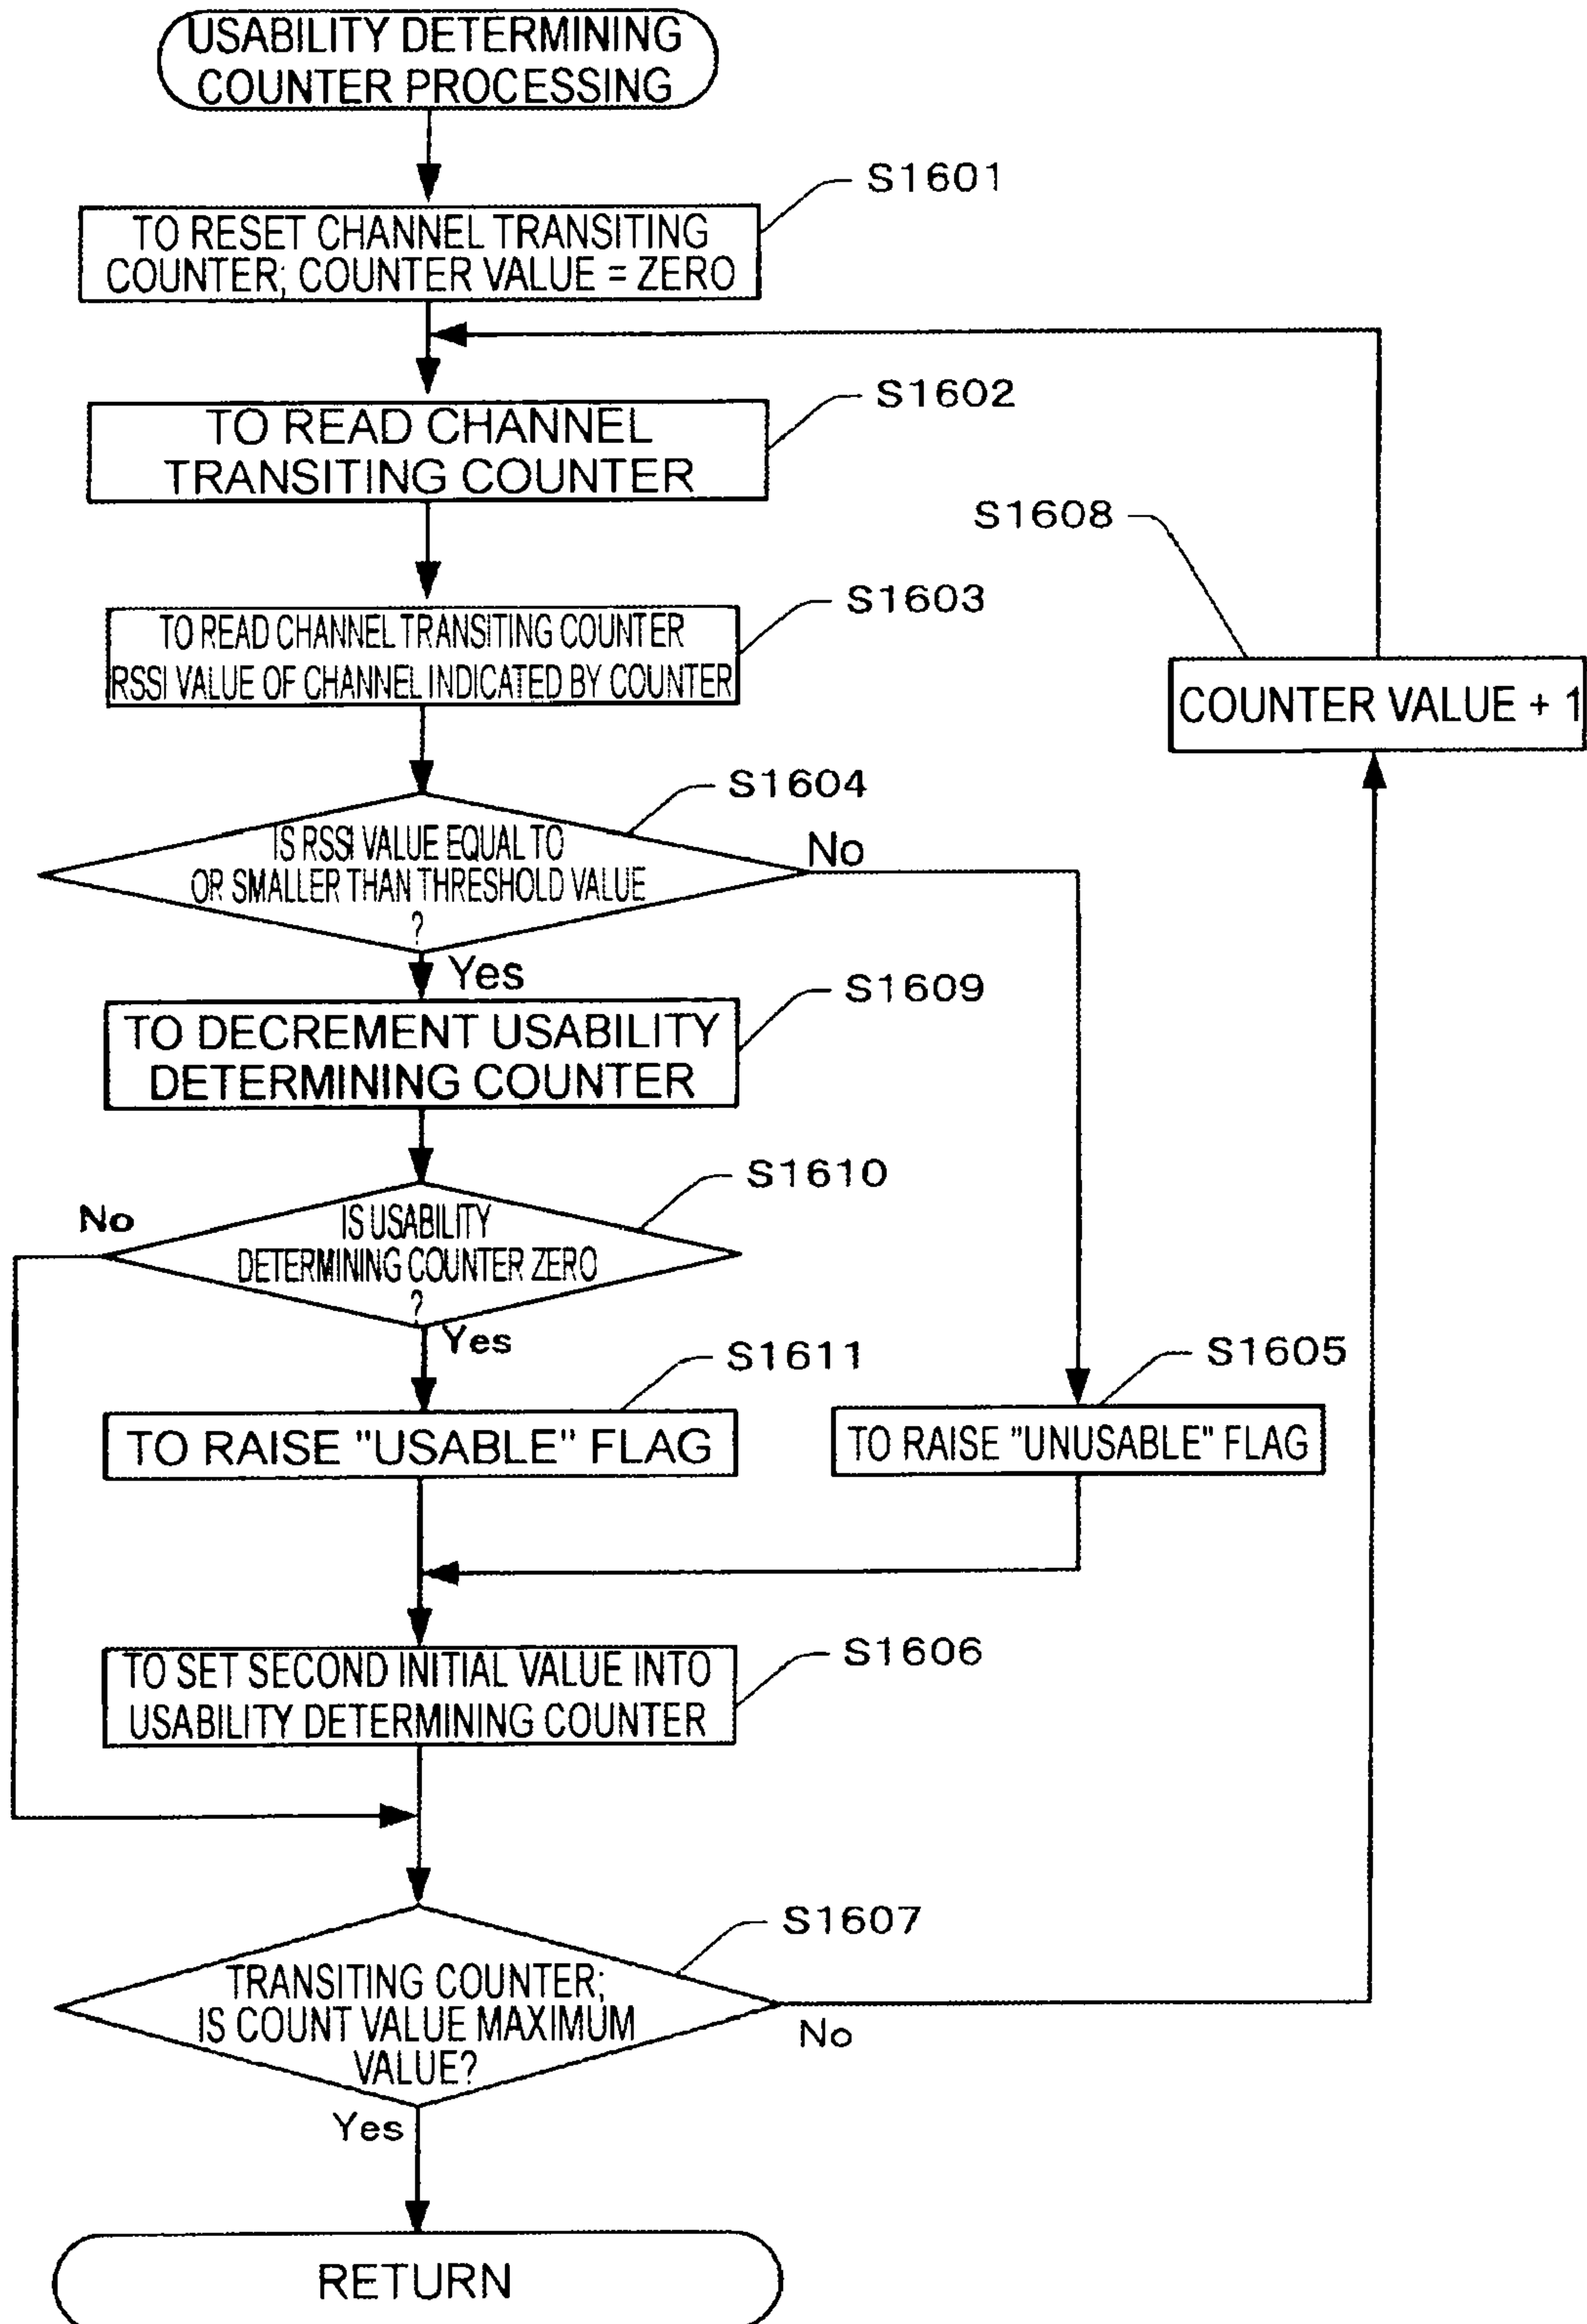 USABILITY DETERMINING
COUNTER PROCESSING
S1601
TO RESET CHANNEL TRANSITING
COUNTER; COUNTER VALUE = ZERO
S1602
TO READ CHANNEL
TRANSITING COUNTER
S1608
COUNTER VALUE + 1
S1603
TO READ CHANNEL TRANSITING COUNTER
RSSI VALUE OF CHANNEL INDICATED BY COUNTER
S1604
IS RSSI VALUE EQUAL TO
OR SMALLER THAN THRESHOLD VALUE
?
No
Yes
S1609
TO DECREMENT USABILITY
DETERMINING COUNTER
S1610
No
IS USABILITY
DETERMINING COUNTER ZERO
?
Yes
S1611
TO RAISE "USABLE" FLAG
S1605
TO RAISE "UNUSABLE" FLAG
S1606
TO SET SECOND INITIAL VALUE INTO
USABILITY DETERMINING COUNTER
S1607
TRANSITING COUNTER;
IS COUNT VALUE MAXIMUM
VALUE?
No
Yes
RETURN